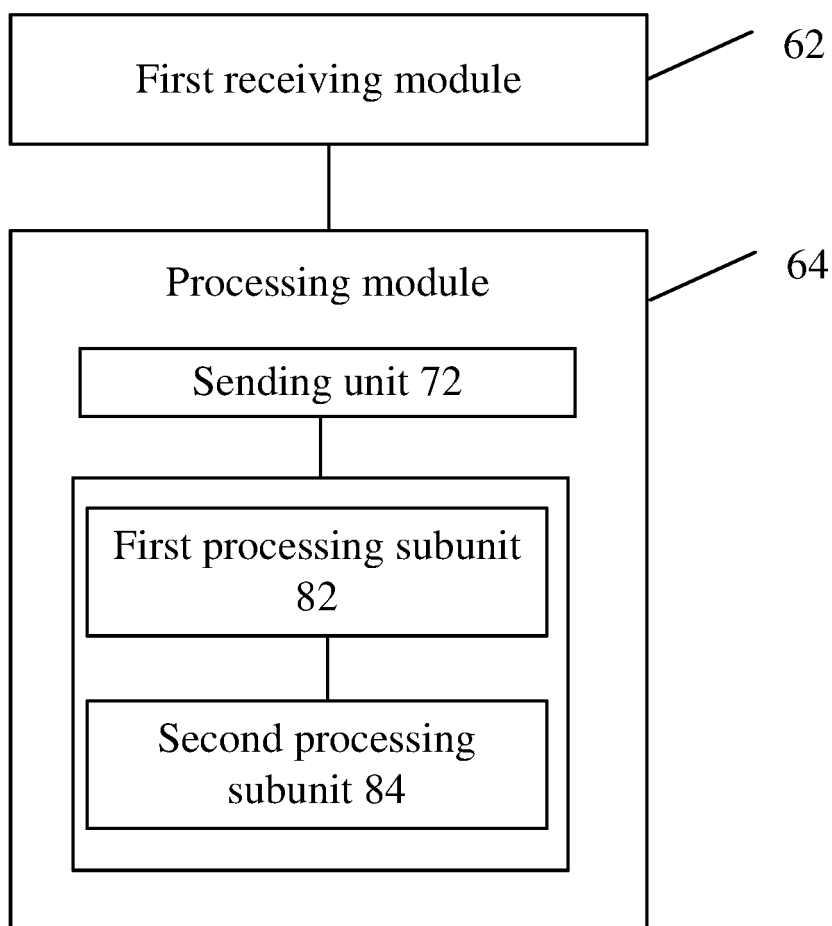 First receiving module
62
Processing module
64
Sending unit 72
First processing subunit
82
Second processing
subunit 84